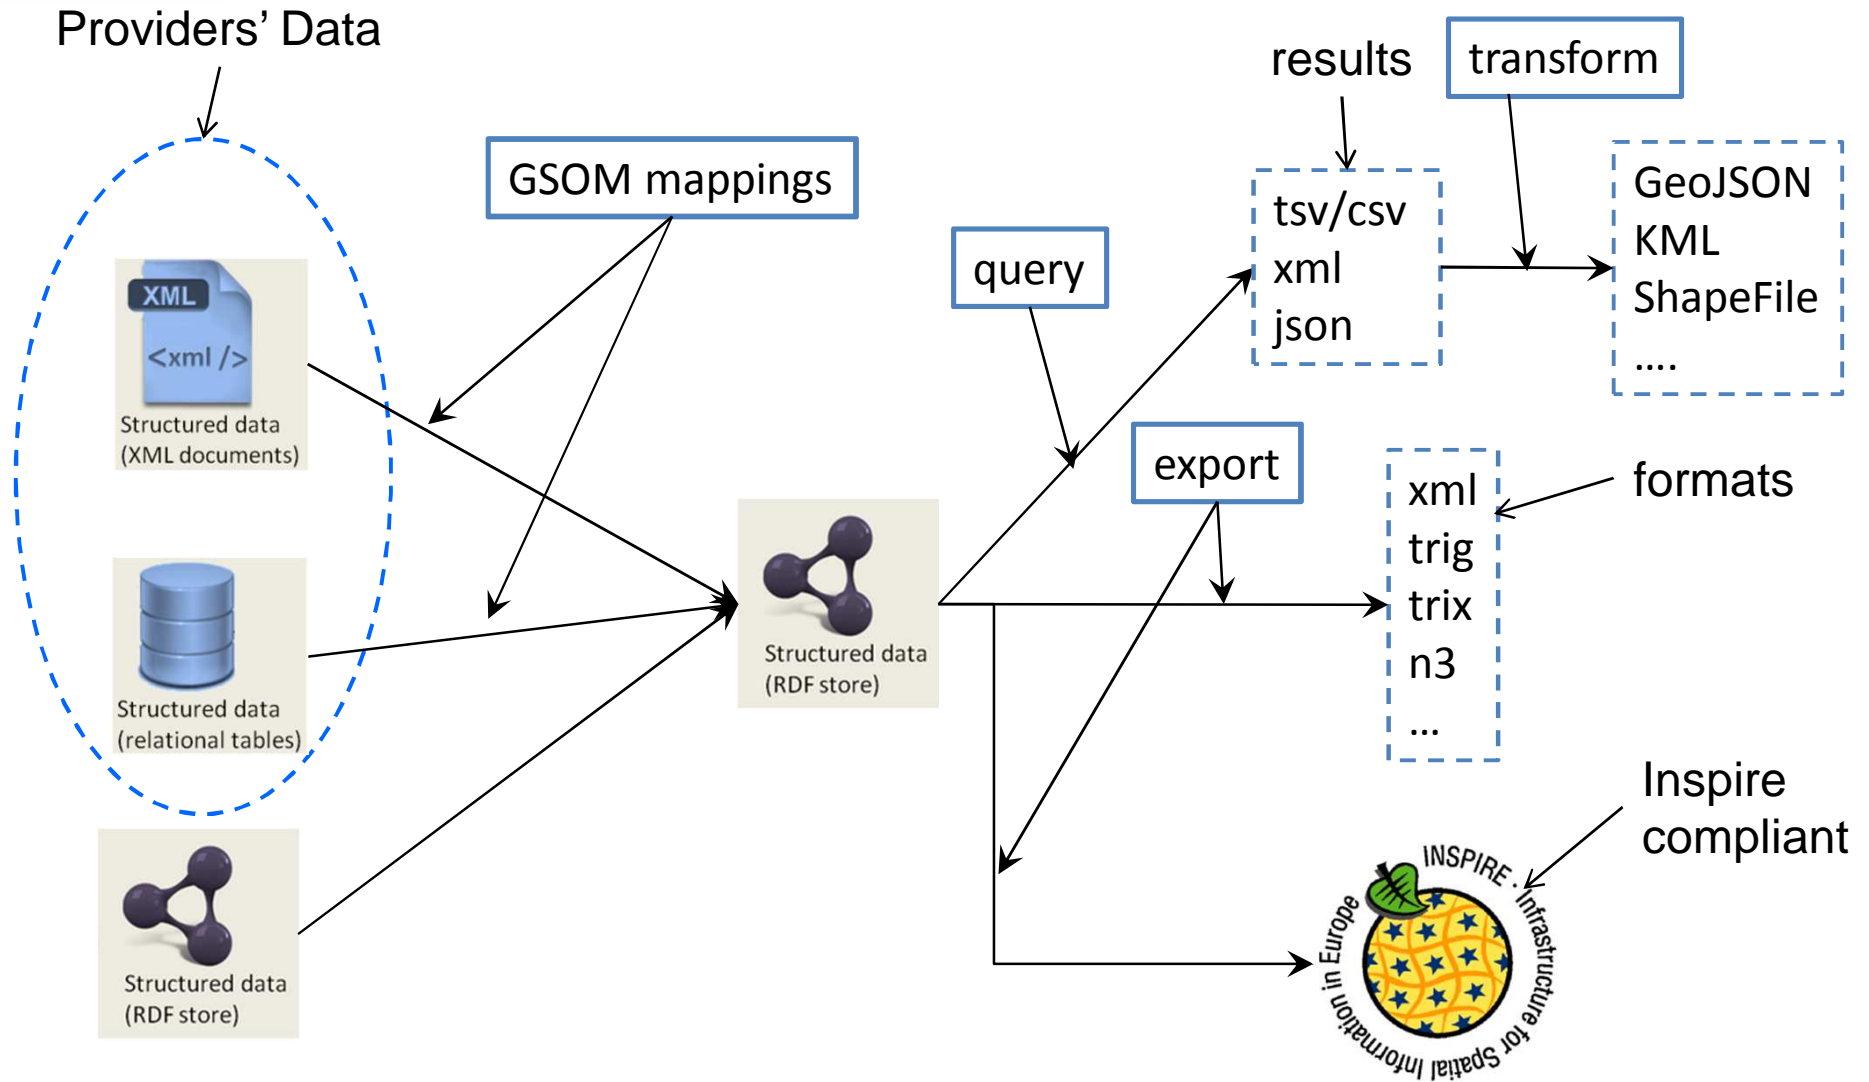 Providers’ Data
results
transform
GSOM mappings
tsv/csv
xml
json
GeoJSON
KML
ShapeFile
....
query
XML
<xml />
Structured data
(XML documents)
export
xml
trig
trix
n3
...
formats
Structured data
(relational tables)
Structured data
(RDF store)
Structured data
(RDF store)
Inspire
compliant
INSPIRE · Infrastructure for Spatial Information in Europe